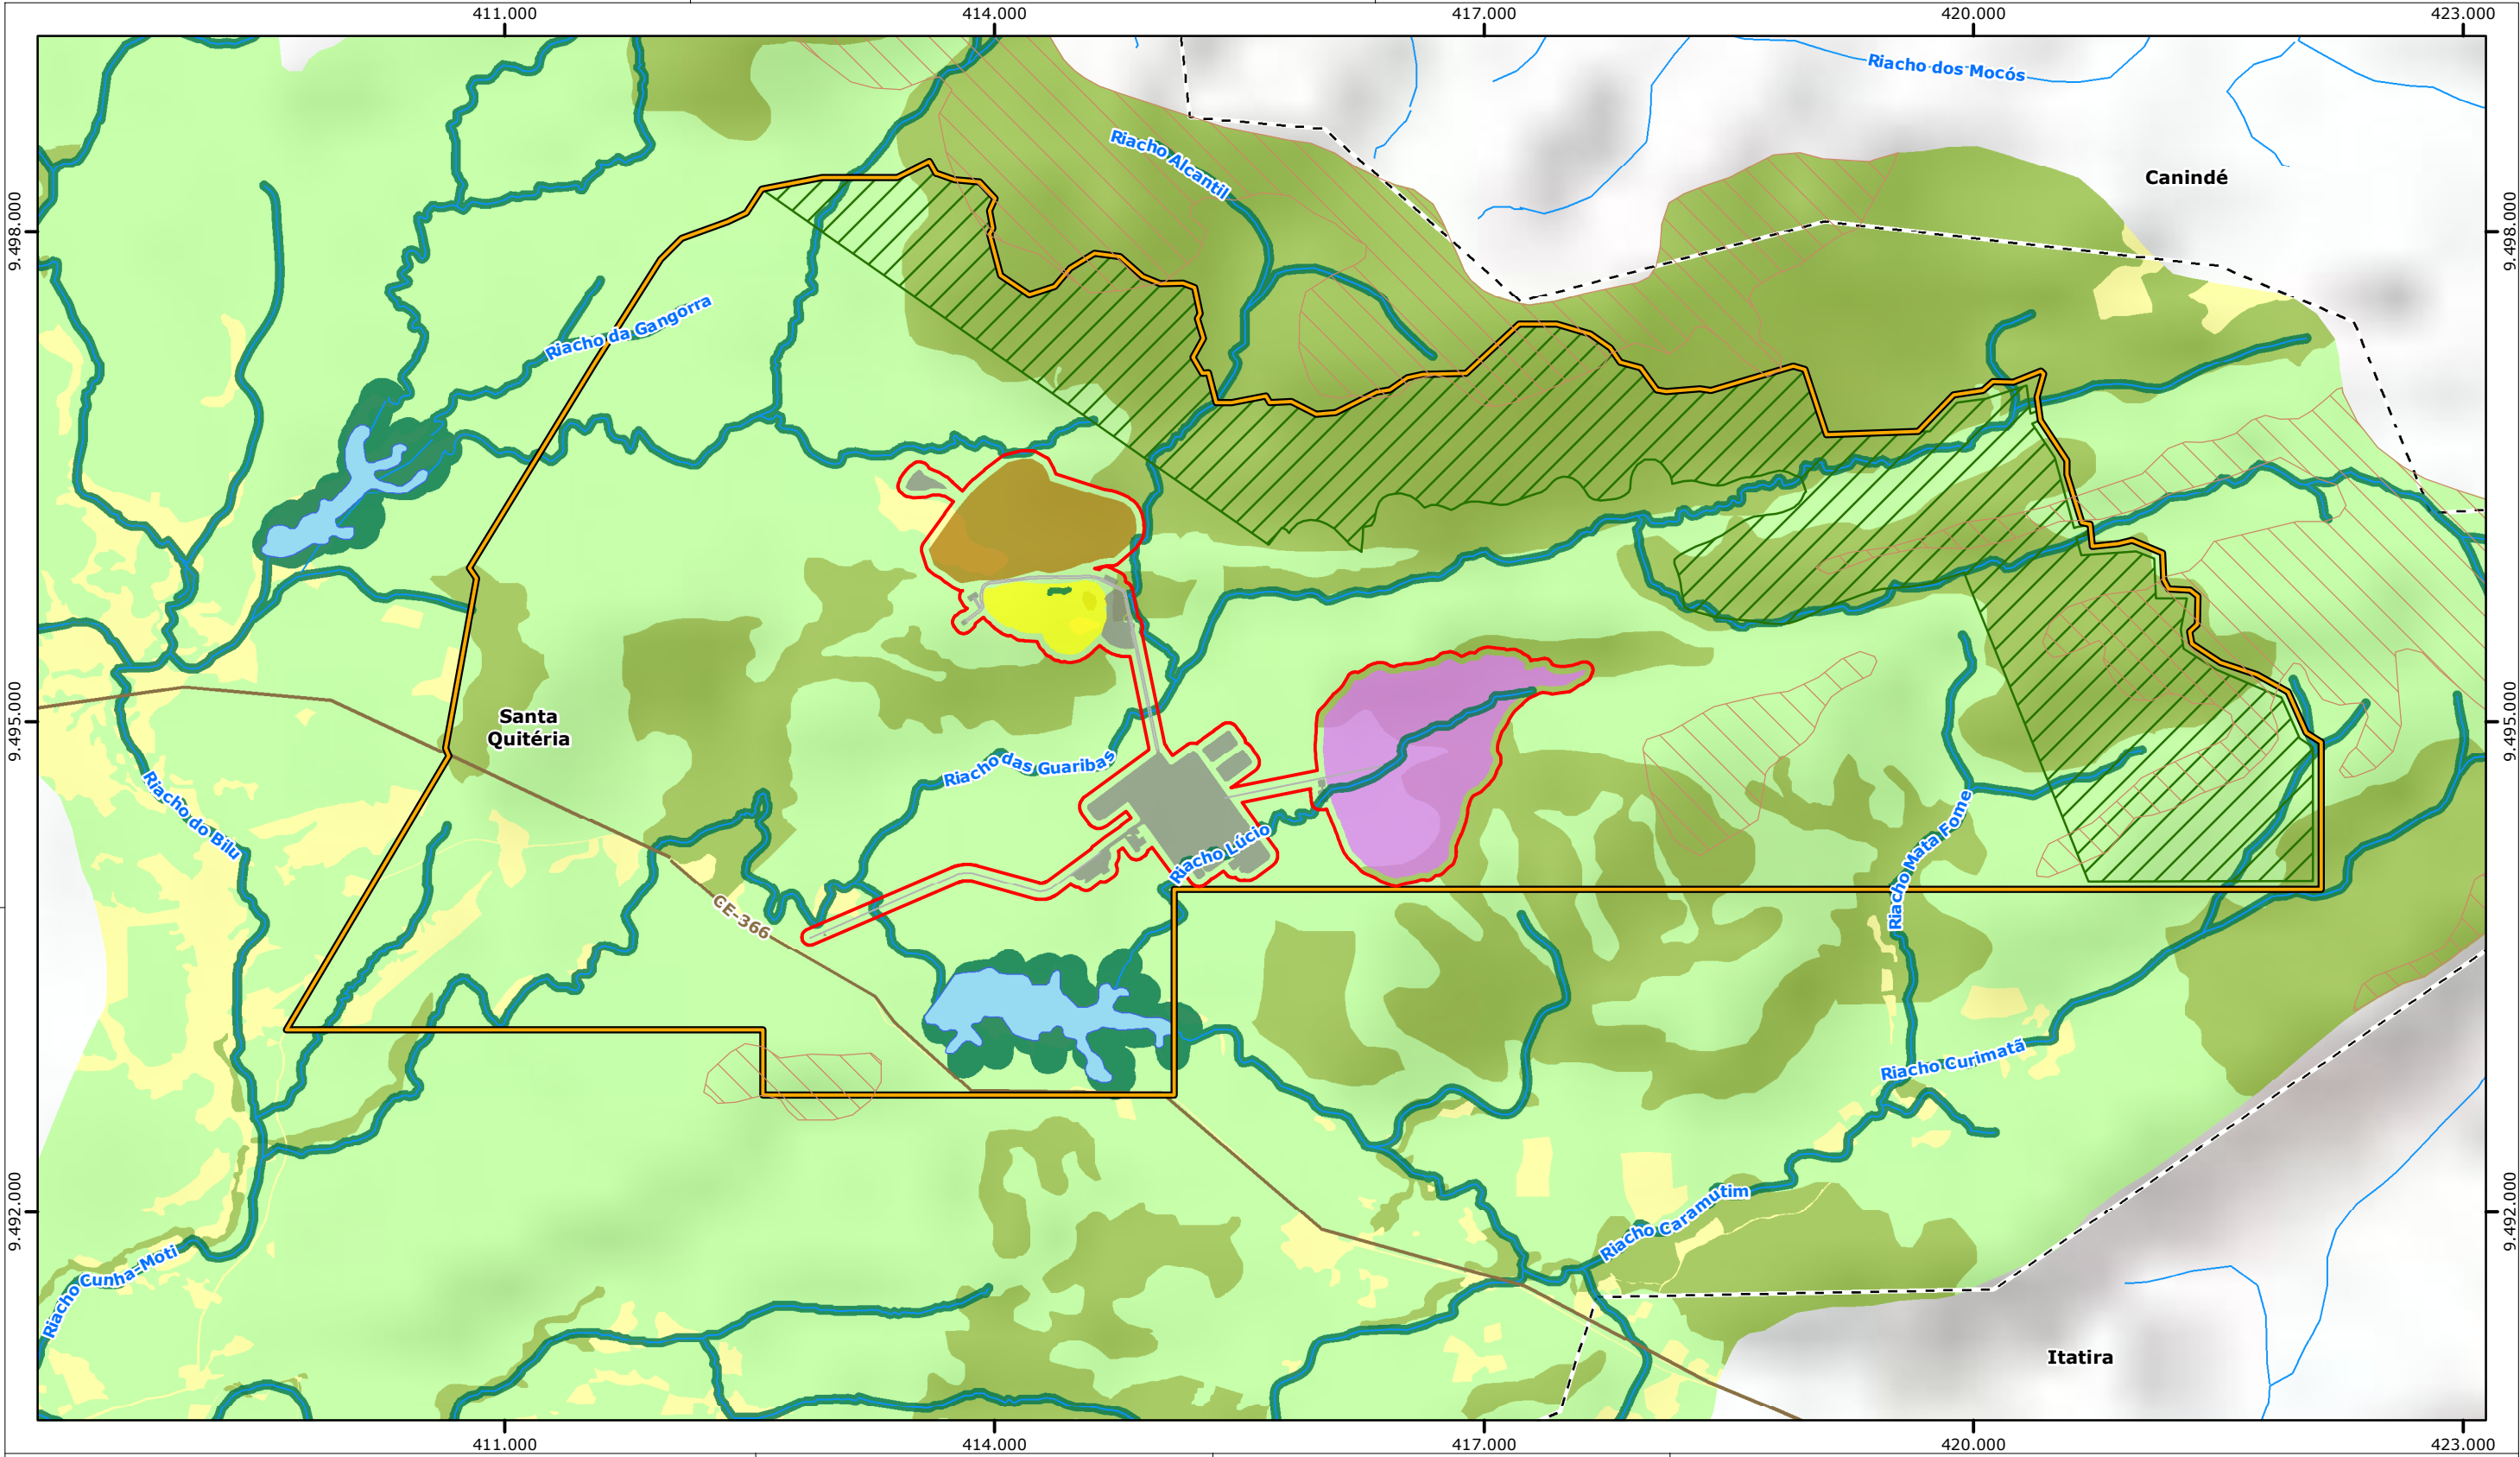 411.000
414.000
417.000
420.000
423.000
Riacho dos Mocós
Riacho Alcantil
Canindé
9.498.000
9.498.000
Riacho da Gangorra
9.495.000
9.495.000
Santa
Quitéria
Riacho das Guaribas
Riacho do Bilu
Riacho Lúcio
Riacho Mata Fome
CE-366
Riacho Curimatã
9.492.000
9.492.000
Riacho Caramutim
Riacho Cunha-Moti
Itatira
411.000
414.000
417.000
420.000
423.000